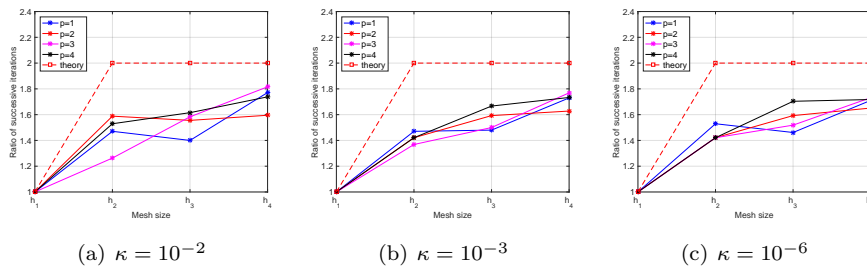 2.4
2.2
2
1.8
1.6
1.4
1.2
1
Ratio of successive iterations
p=1
p=2
p=3
p=4
theory
h1 h2 h3 h4
Mesh size
(a) κ = 10−2
2.4
2.2
2
1.8
1.6
1.4
1.2
1
Ratio of successive iterations
p=1
p=2
p=3
p=4
theory
h1 h2 h3 h4
Mesh size
(b) κ = 10−3
2.4
2.2
2
1.8
1.6
1.4
1.2
1
Ratio of successive iterations
p=1
p=2
p=3
p=4
theory
h1 h2 h3
Mesh size
(c) κ = 10−6